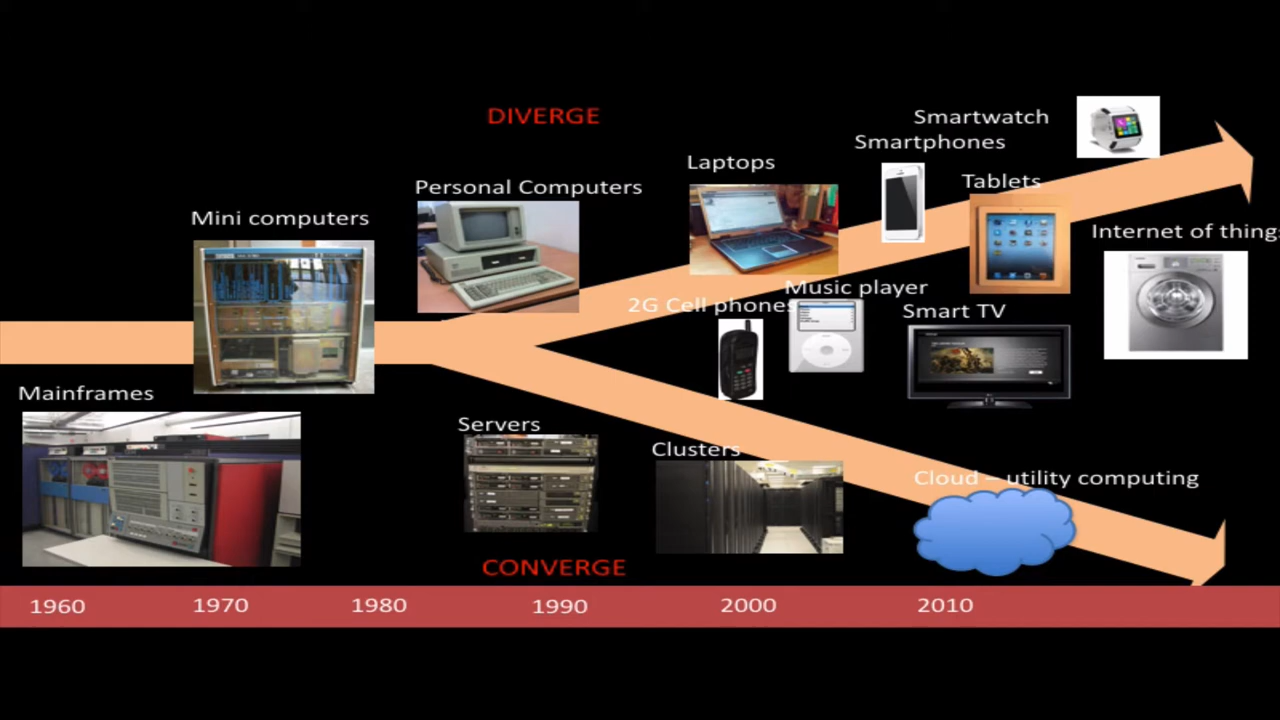 DIVERGE
Smartwatch
Smartphones
Laptops
Tablets
Personal Computers
Mini computers
Internet of things
Music player
2G Cell phones
Smart TV
Mainframes
Servers
Clusters
Cloud – utility computing
CONVERGE
1960 1970 1980 1990 2000 2010